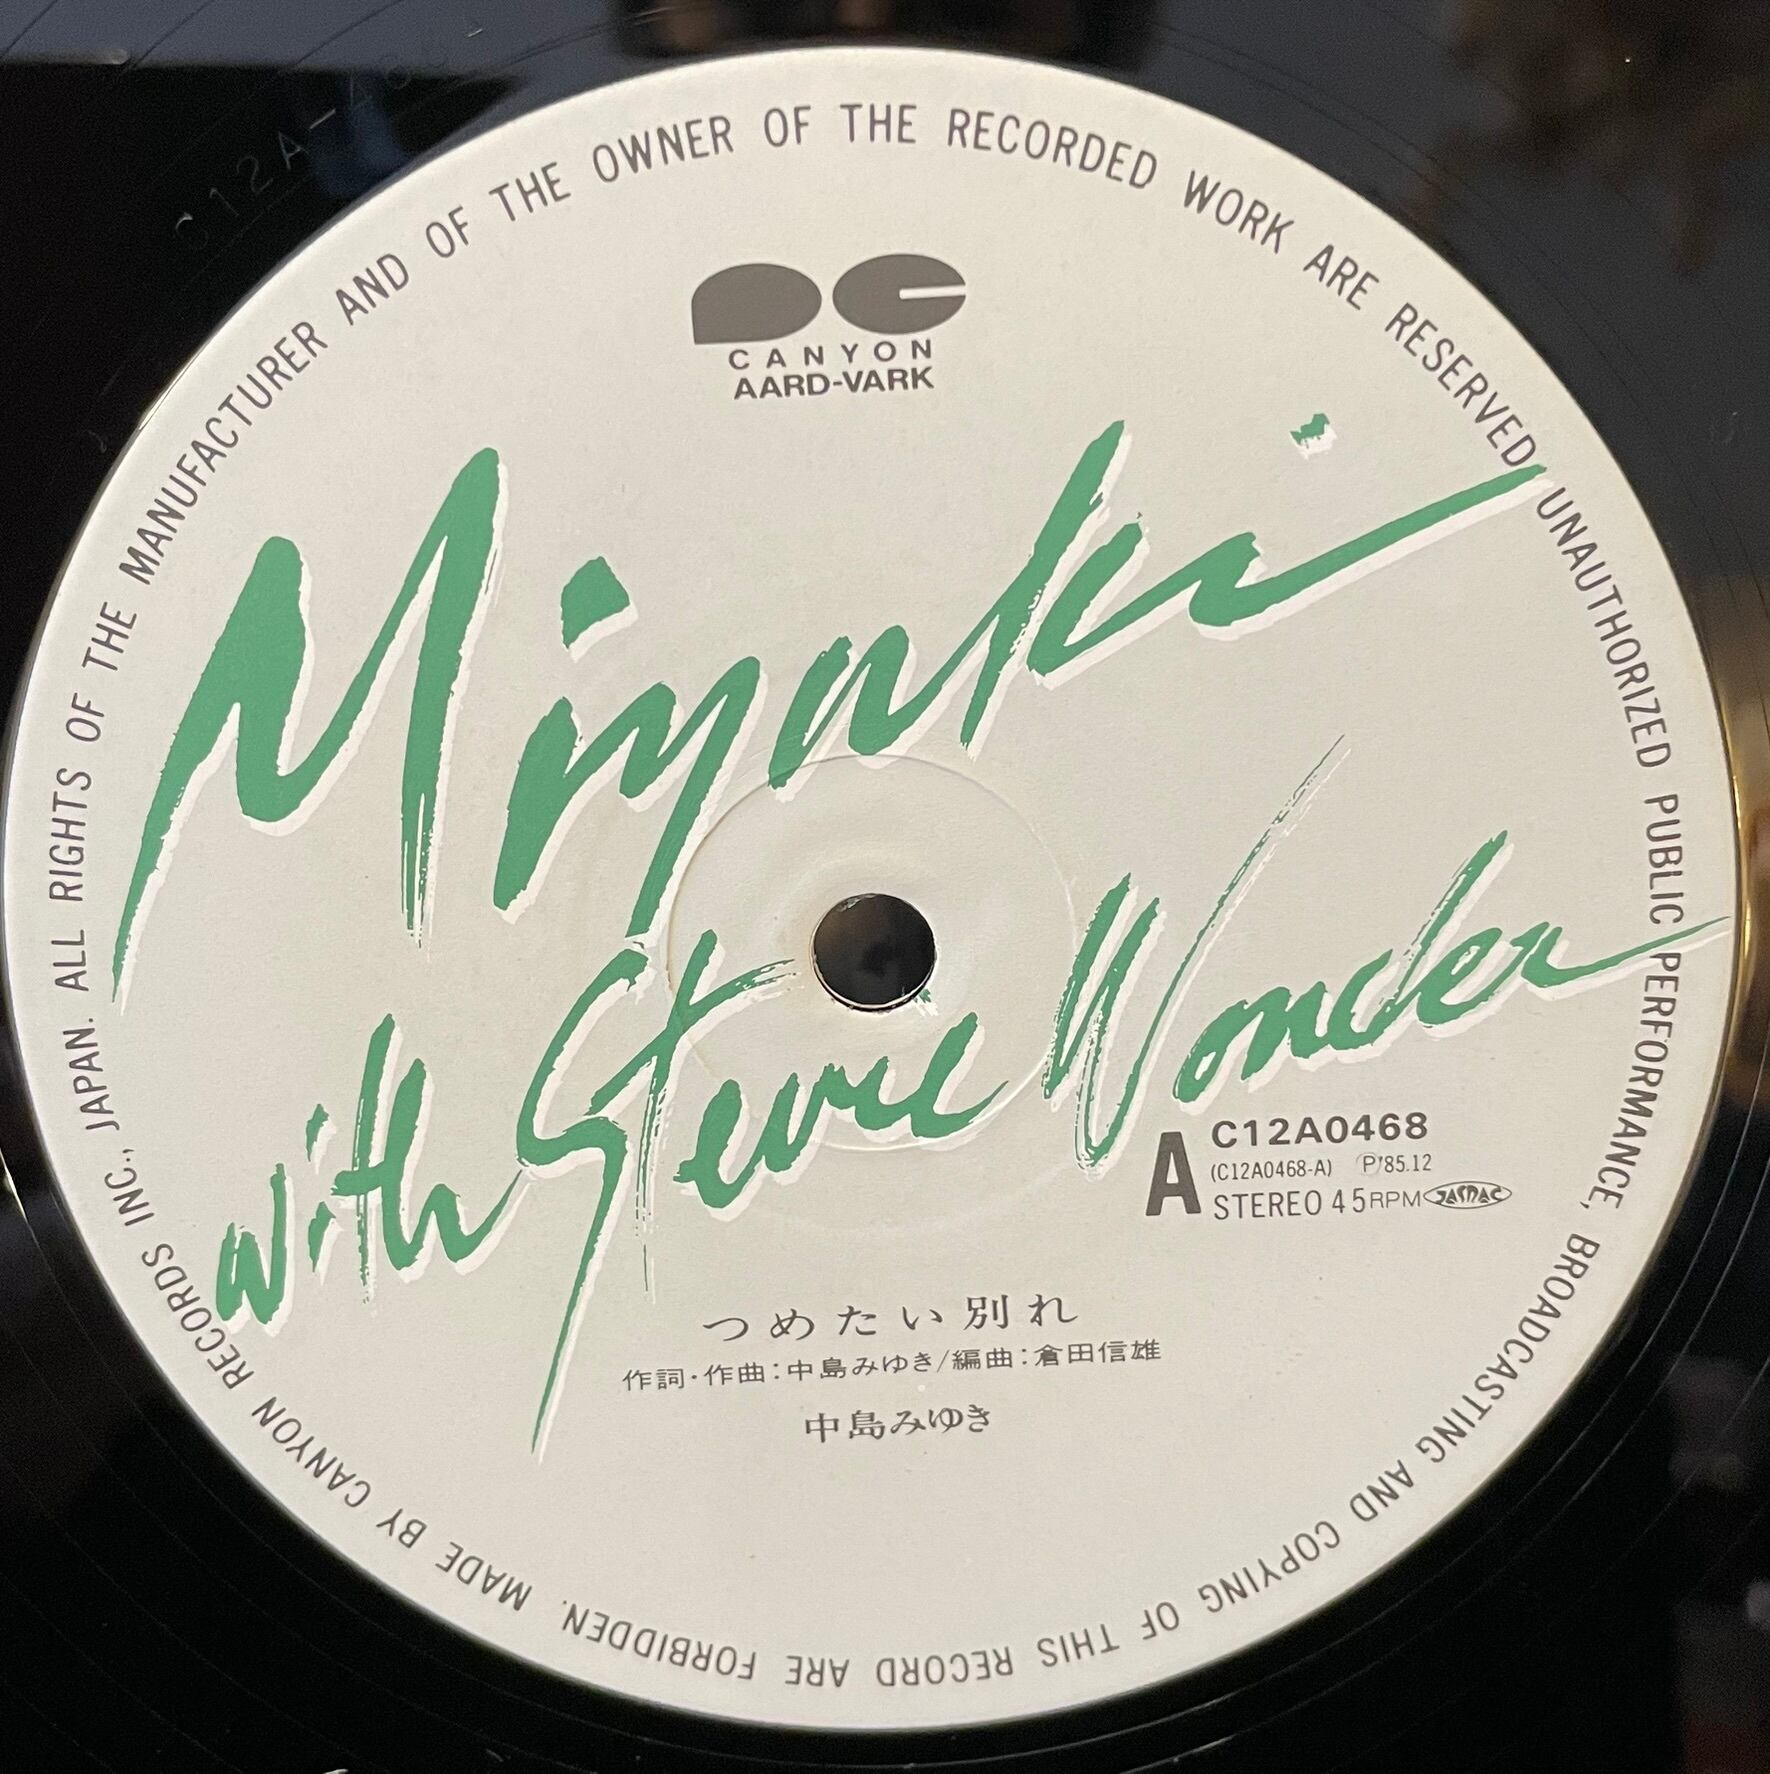 ALL RIGHTS OF THE MANUFACTURER AND OF THE OWNER OF THE RECORDED WORK ARE RESERVED UNAUTHORIZED PUBLIC PERFORMANCE, BROADCASTING AND COPYING OF THIS RECORD ARE FORBIDDEN. MADE BY CANYON RECORDS INC., JAPAN.
CANYON
AARD-VARK
Miyuki
with Stevie Wonder
A
C12A0468
(C12A0468-A) Ⓟ'85.12
STEREO 45RPM JASRAC
つめたい別れ
作詞・作曲:中島みゆき/編曲:倉田信雄
中島みゆき